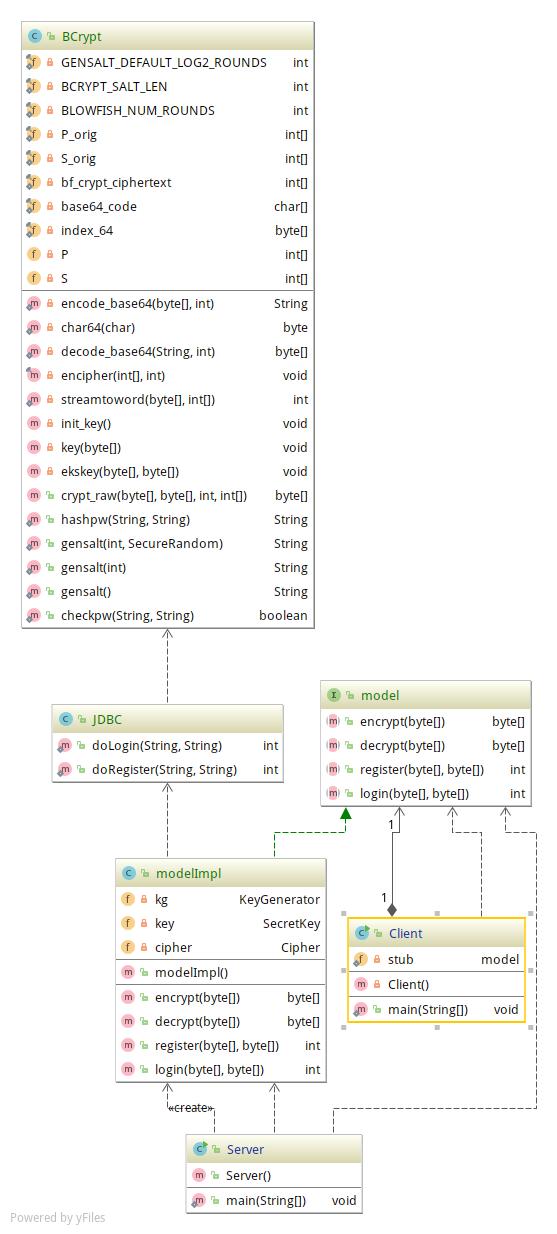 BCrypt
GENSALT_DEFAULT_LOG2_ROUNDS int
BCRYPT_SALT_LEN int
BLOWFISH_NUM_ROUNDS int
P_orig int[]
S_orig int[]
bf_crypt_ciphertext int[]
base64_code char[]
index_64 byte[]
P int[]
S int[]
encode_base64(byte[], int) String
char64(char) byte
decode_base64(String, int) byte[]
encipher(int[], int) void
streamtoword(byte[], int[]) int
init_key() void
key(byte[]) void
ekskey(byte[], byte[]) void
crypt_raw(byte[], byte[], int, int[]) byte[]
hashpw(String, String) String
gensalt(int, SecureRandom) String
gensalt(int) String
gensalt() String
checkpw(String, String) boolean
JDBC
doLogin(String, String) int
doRegister(String, String) int
model
encrypt(byte[]) byte[]
decrypt(byte[]) byte[]
register(byte[], byte[]) int
login(byte[], byte[]) int
1
1
modelImpl
kg KeyGenerator
key SecretKey
cipher Cipher
modelImpl()
encrypt(byte[]) byte[]
decrypt(byte[]) byte[]
register(byte[], byte[]) int
login(byte[], byte[]) int
Client
stub model
Client()
main(String[]) void
«create»
Server
Server()
main(String[]) void
Powered by yFiles